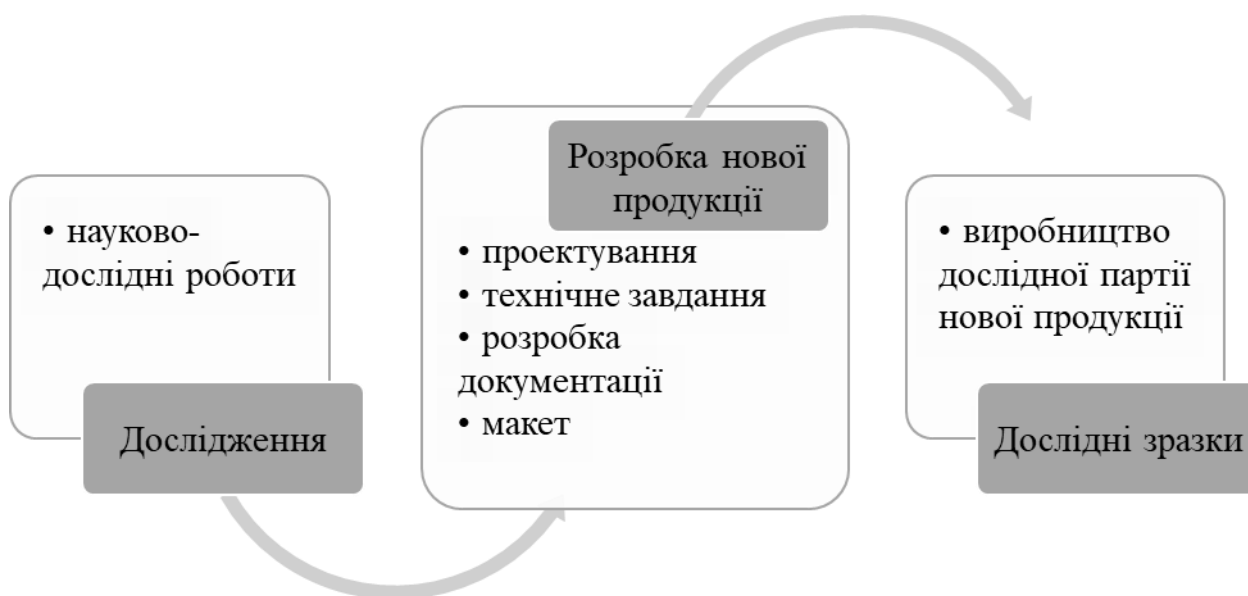 • науково-
дослідні роботи
Дослідження
Розробка нової
продукції
• проектування
• технічне завдання
• розробка
документації
• макет
• виробництво
дослідної партії
нової продукції
Дослідні зразки